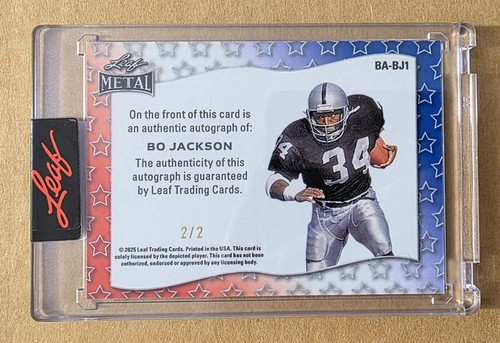 Leaf
METAL
BA-BJ1
On the front of this card is
an authentic autograph of:
BO JACKSON
The authenticity of this
autograph is guaranteed
by Leaf Trading Cards.
2/2
© 2025 Leaf Trading Cards. Printed in the USA. This card is
solely licensed by the depicted player. This card has not been
authorized, endorsed or approved by any licensing body.
34
34
Leaf